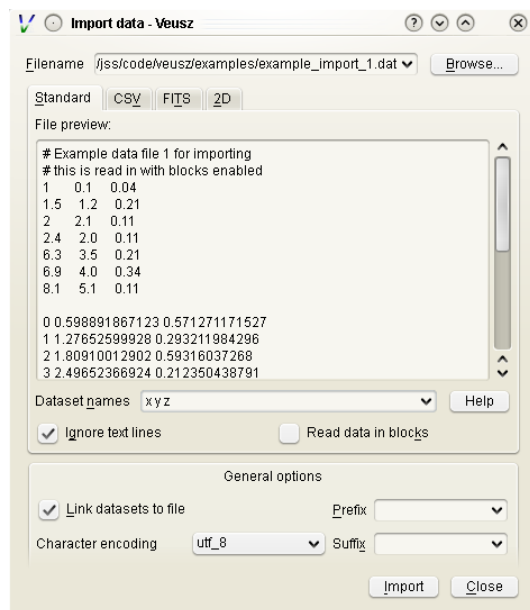 Import data - Veusz
Filename /jss/code/veusz/examples/example_import_1.dat Browse...
Standard CSV FITS 2D
File preview:
# Example data file 1 for importing
# this is read in with blocks enabled
1 0.1 0.04
1.5 1.2 0.21
2 2.1 0.11
2.4 2.0 0.11
6.3 3.5 0.21
6.9 4.0 0.34
8.1 5.1 0.11
0 0.598891867123 0.571271171527
1 1.27652599928 0.293211984296
2 1.80910012902 0.59316037268
3 2.49652366924 0.212350438791
Dataset names x y z Help
Ignore text lines Read data in blocks
General options
Link datasets to file Prefix
Character encoding utf_8 Suffix
Import Close